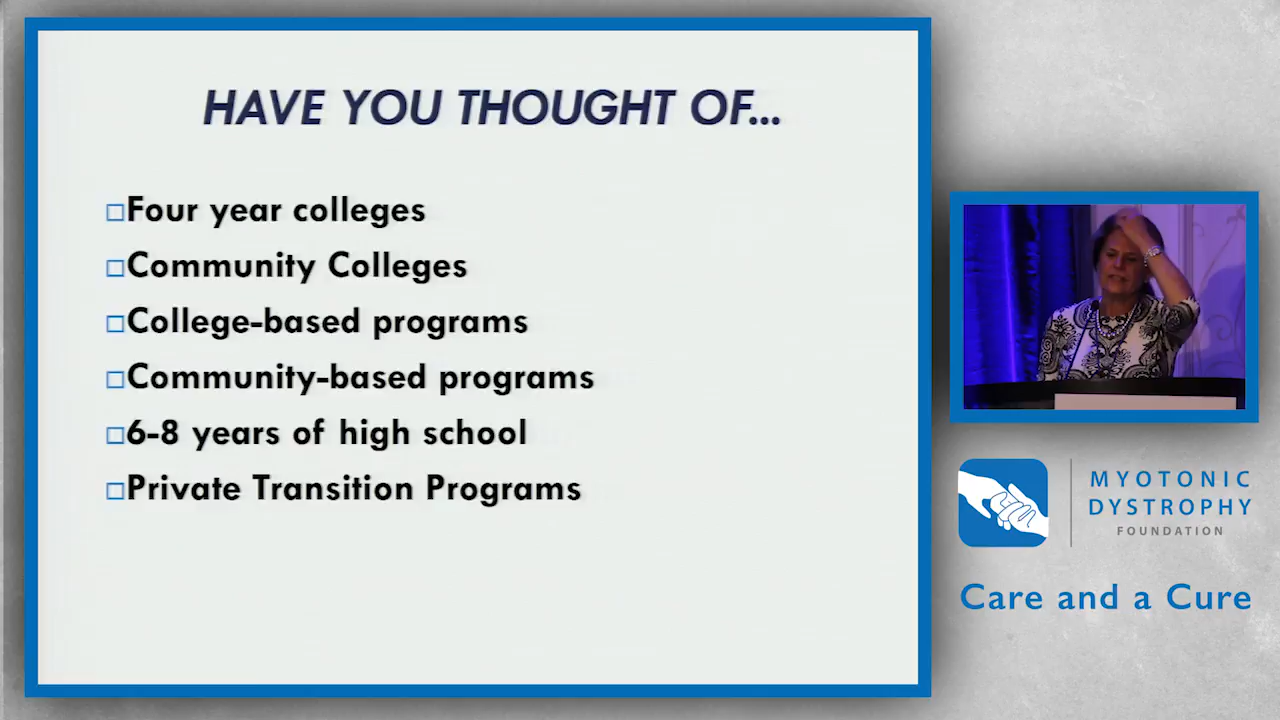 HAVE YOU THOUGHT OF...
□Four year colleges
□Community Colleges
□College-based programs
□Community-based programs
□6-8 years of high school
□Private Transition Programs
MYOTONIC
DYSTROPHY
FOUNDATION
Care and a Cure